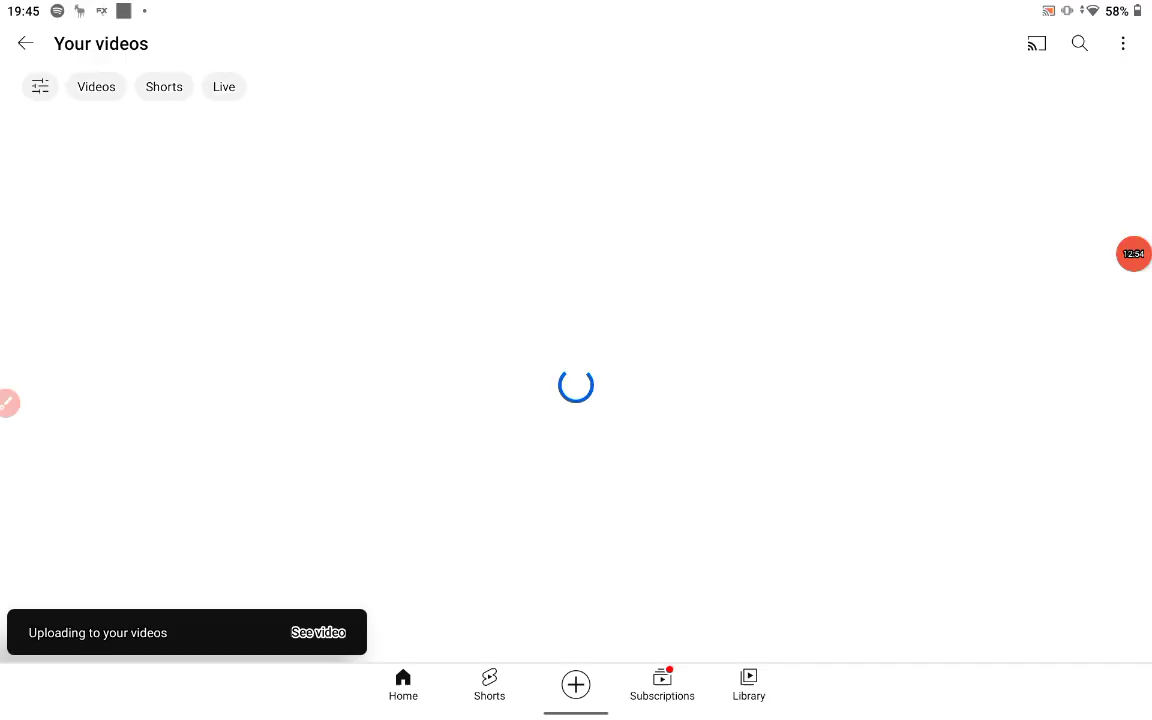 19:45 FX 58%
Your videos
Videos Shorts Live
12:54
Uploading to your videos See video
Home Shorts Subscriptions Library